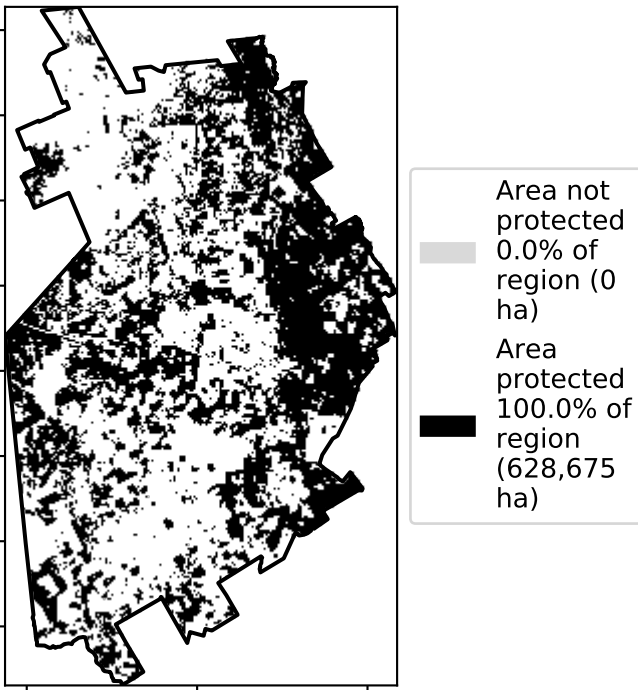 Area not
protected
0.0% of
region (0
ha)
Area
protected
100.0% of
region
(628,675
ha)